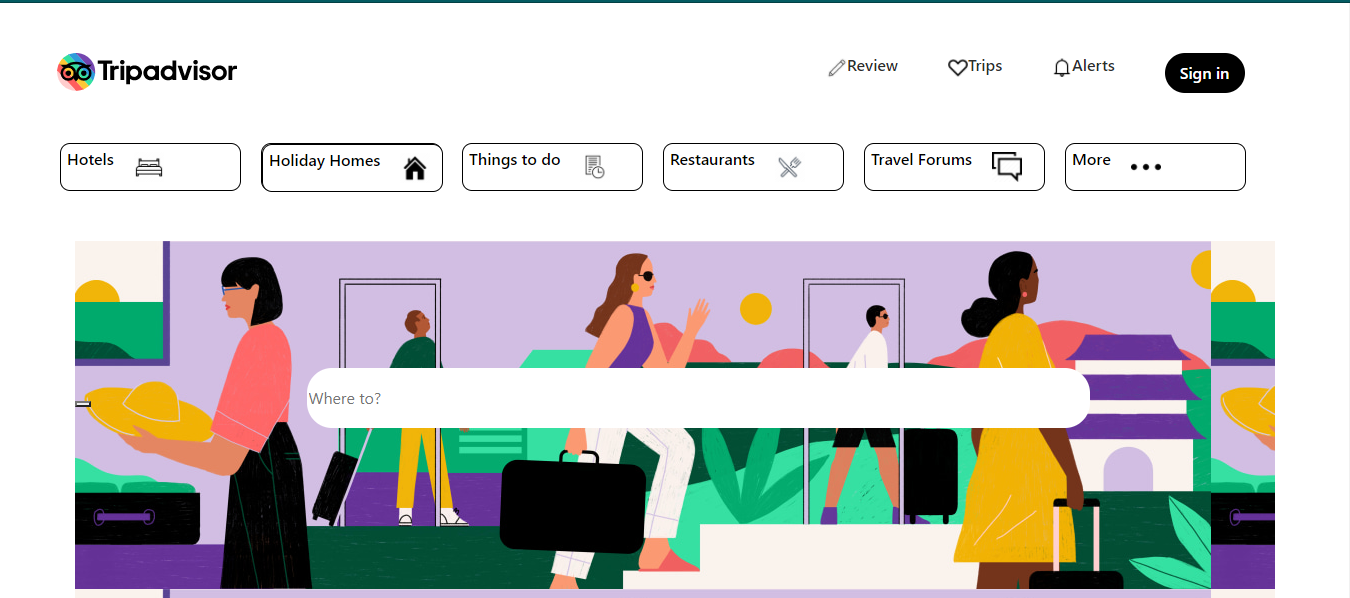 Tripadvisor
Review Trips Alerts Sign in
Hotels Holiday Homes Things to do Restaurants Travel Forums More
Where to?